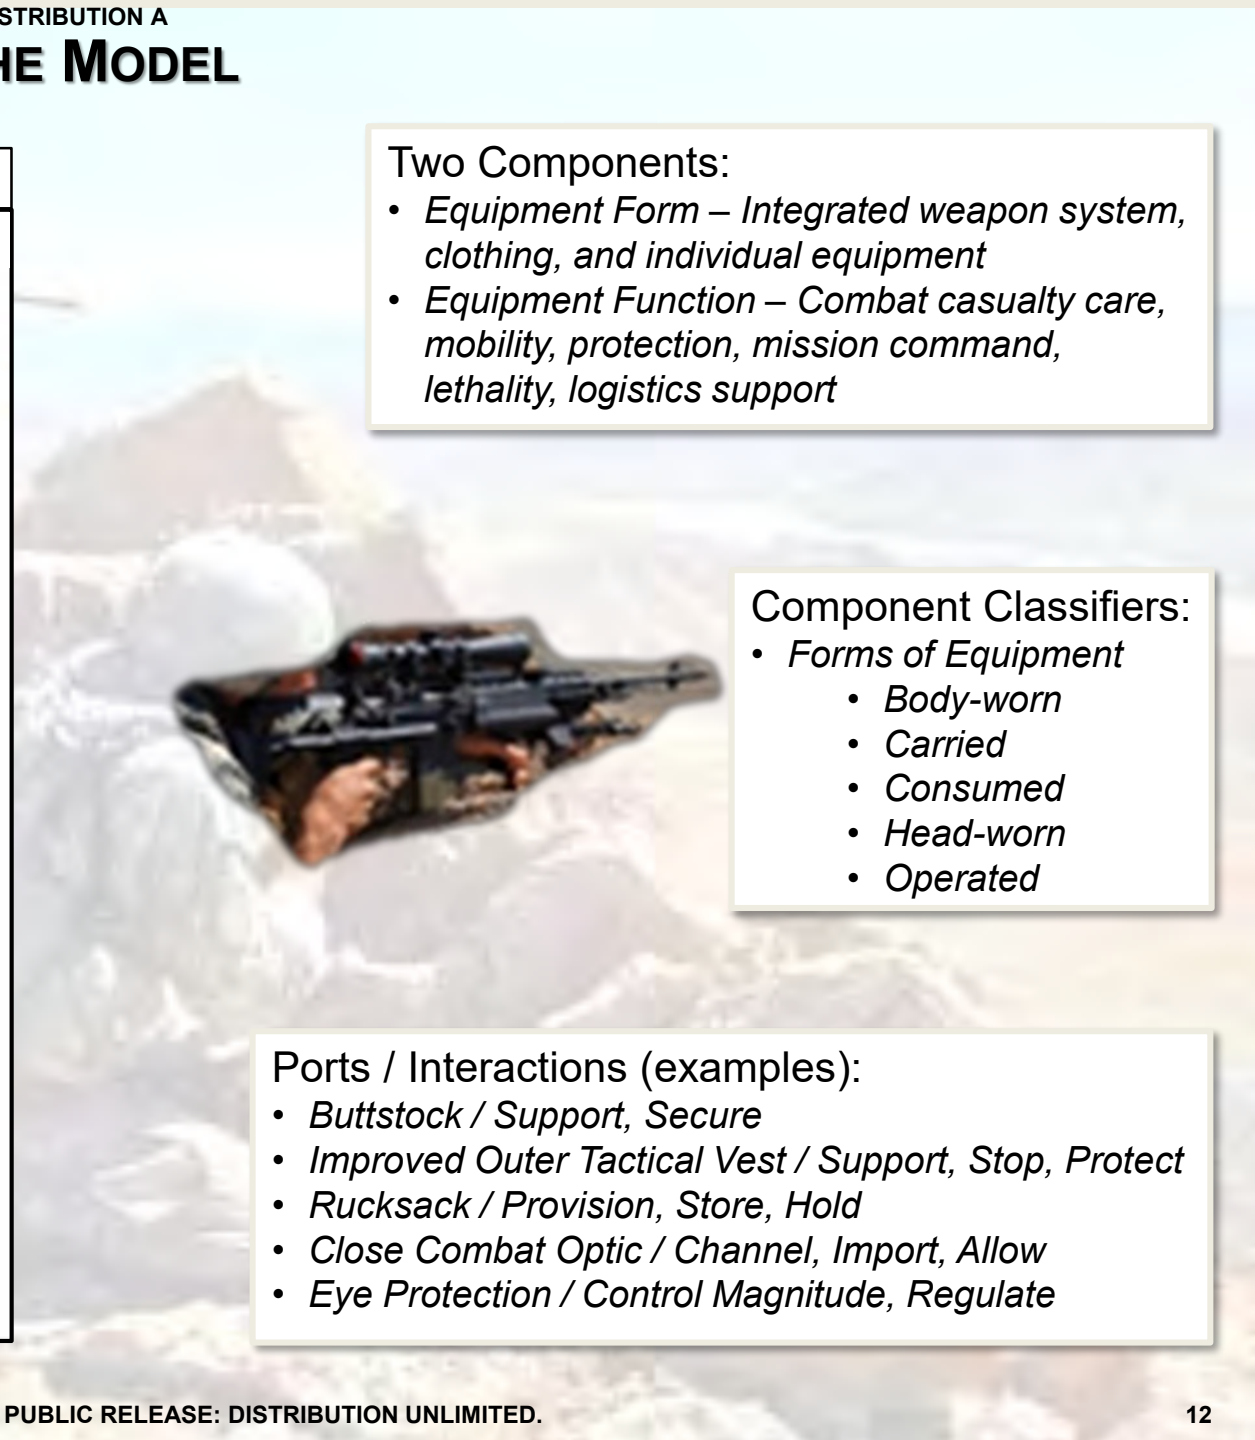 STRIBUTION A
HE MODEL
Two Components:
• Equipment Form – Integrated weapon system,
clothing, and individual equipment
• Equipment Function – Combat casualty care,
mobility, protection, mission command,
lethality, logistics support
Component Classifiers:
• Forms of Equipment
• Body-worn
• Carried
• Consumed
• Head-worn
• Operated
Ports / Interactions (examples):
• Buttstock / Support, Secure
• Improved Outer Tactical Vest / Support, Stop, Protect
• Rucksack / Provision, Store, Hold
• Close Combat Optic / Channel, Import, Allow
• Eye Protection / Control Magnitude, Regulate
PUBLIC RELEASE: DISTRIBUTION UNLIMITED.
12